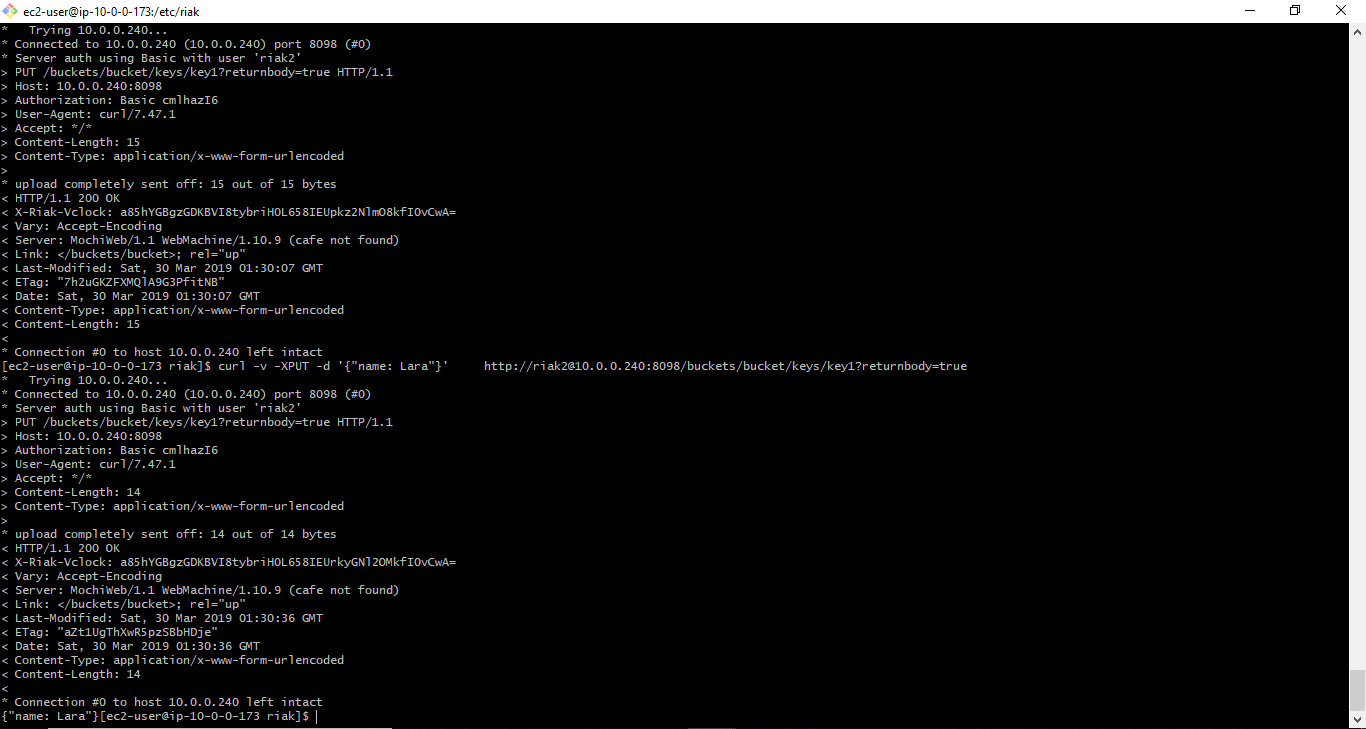 ec2-user@ip-10-0-0-173:/etc/riak
*   Trying 10.0.0.240...
* Connected to 10.0.0.240 (10.0.0.240) port 8098 (#0)
* Server auth using Basic with user 'riak2'
> PUT /buckets/bucket/keys/key1?returnbody=true HTTP/1.1
> Host: 10.0.0.240:8098
> Authorization: Basic cmlhazI6
> User-Agent: curl/7.47.1
> Accept: */*
> Content-Length: 15
> Content-Type: application/x-www-form-urlencoded
>
* upload completely sent off: 15 out of 15 bytes
< HTTP/1.1 200 OK
< X-Riak-Vclock: a85hYGBgzGDKBVI8tybriHOL658IEUpkz2NlmO8kfIOvCwA=
< Vary: Accept-Encoding
< Server: MochiWeb/1.1 WebMachine/1.10.9 (cafe not found)
< Link: </buckets/bucket>; rel="up"
< Last-Modified: Sat, 30 Mar 2019 01:30:07 GMT
< ETag: "7h2uGKZFXMQlA9G3PfitNB"
< Date: Sat, 30 Mar 2019 01:30:07 GMT
< Content-Type: application/x-www-form-urlencoded
< Content-Length: 15
<
* Connection #0 to host 10.0.0.240 left intact
[ec2-user@ip-10-0-0-173 riak]$ curl -v -XPUT -d '{"name: Lara"}'     http://riak2@10.0.0.240:8098/buckets/bucket/keys/key1?returnbody=true
*   Trying 10.0.0.240...
* Connected to 10.0.0.240 (10.0.0.240) port 8098 (#0)
* Server auth using Basic with user 'riak2'
> PUT /buckets/bucket/keys/key1?returnbody=true HTTP/1.1
> Host: 10.0.0.240:8098
> Authorization: Basic cmlhazI6
> User-Agent: curl/7.47.1
> Accept: */*
> Content-Length: 14
> Content-Type: application/x-www-form-urlencoded
>
* upload completely sent off: 14 out of 14 bytes
< HTTP/1.1 200 OK
< X-Riak-Vclock: a85hYGBgzGDKBVI8tybriHOL658IEUrkyGNl2OMkfIOvCwA=
< Vary: Accept-Encoding
< Server: MochiWeb/1.1 WebMachine/1.10.9 (cafe not found)
< Link: </buckets/bucket>; rel="up"
< Last-Modified: Sat, 30 Mar 2019 01:30:36 GMT
< ETag: "aZt1UgThXwR5pzSBbHDje"
< Date: Sat, 30 Mar 2019 01:30:36 GMT
< Content-Type: application/x-www-form-urlencoded
< Content-Length: 14
<
* Connection #0 to host 10.0.0.240 left intact
{"name: Lara"}[ec2-user@ip-10-0-0-173 riak]$